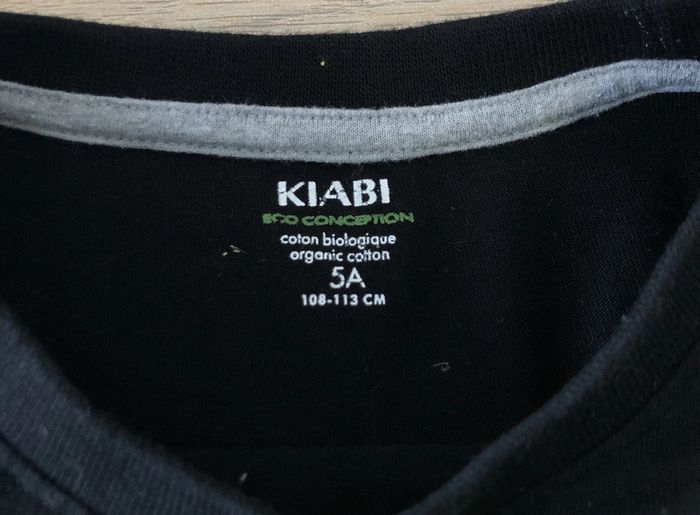 KIABI
ECO CONCEPTION
coton biologique
organic cotton
5A
108-113 CM